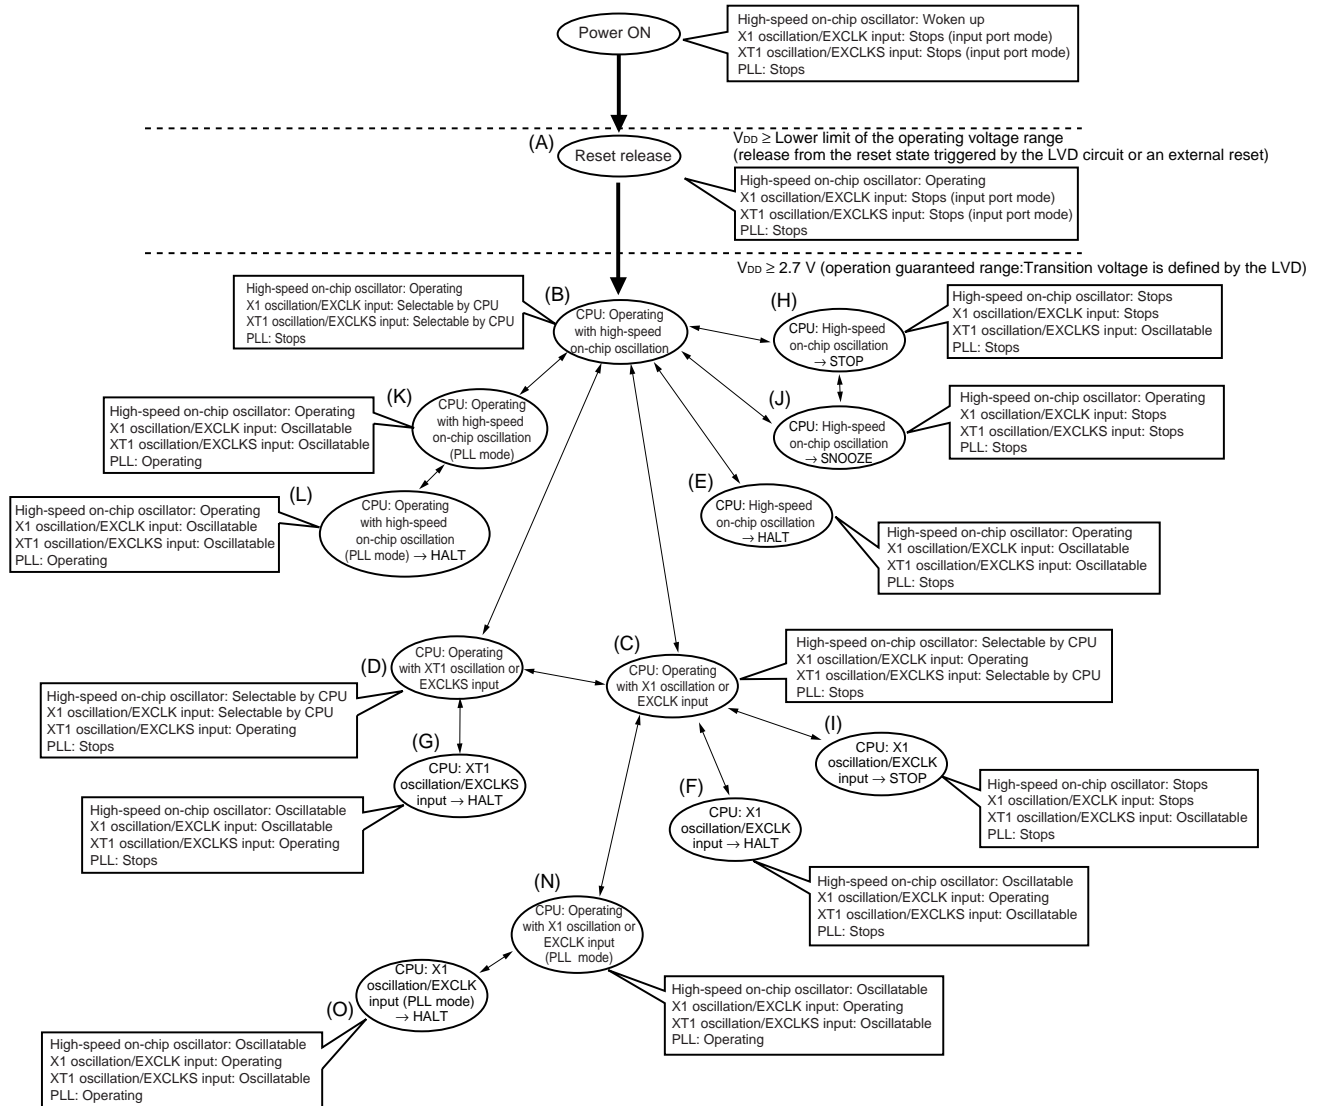 Power ON
High-speed on-chip oscillator: Woken up
X1 oscillation/EXCLK input: Stops (input port mode)
XT1 oscillation/EXCLKS input: Stops (input port mode)
PLL: Stops
(A)
Reset release
VDD ≥ Lower limit of the operating voltage range
(release from the reset state triggered by the LVD circuit or an external reset)
High-speed on-chip oscillator: Operating
X1 oscillation/EXCLK input: Stops (input port mode)
XT1 oscillation/EXCLKS input: Stops (input port mode)
PLL: Stops
VDD ≥ 2.7 V (operation guaranteed range:Transition voltage is defined by the LVD)
High-speed on-chip oscillator: Operating
X1 oscillation/EXCLK input: Selectable by CPU
XT1 oscillation/EXCLKS input: Selectable by CPU
PLL: Stops
(B)
CPU: Operating
with high-speed
on-chip oscillation
(H)
CPU: High-speed
on-chip oscillation
→ STOP
High-speed on-chip oscillator: Stops
X1 oscillation/EXCLK input: Stops
XT1 oscillation/EXCLKS input: Oscillatable
PLL: Stops
(J)
CPU: High-speed
on-chip oscillation
→ SNOOZE
High-speed on-chip oscillator: Operating
X1 oscillation/EXCLK input: Stops
XT1 oscillation/EXCLKS input: Stops
PLL: Stops
(K)
CPU: Operating
with high-speed
on-chip oscillation
(PLL mode)
High-speed on-chip oscillator: Operating
X1 oscillation/EXCLK input: Oscillatable
XT1 oscillation/EXCLKS input: Oscillatable
PLL: Operating
(L)
CPU: Operating
with high-speed
on-chip oscillation
(PLL mode) → HALT
High-speed on-chip oscillator: Operating
X1 oscillation/EXCLK input: Oscillatable
XT1 oscillation/EXCLKS input: Oscillatable
PLL: Operating
(E)
CPU: High-speed
on-chip oscillation
→ HALT
High-speed on-chip oscillator: Operating
X1 oscillation/EXCLK input: Oscillatable
XT1 oscillation/EXCLKS input: Oscillatable
PLL: Stops
(D)
CPU: Operating
with XT1 oscillation or
EXCLKS input
High-speed on-chip oscillator: Selectable by CPU
X1 oscillation/EXCLK input: Selectable by CPU
XT1 oscillation/EXCLKS input: Operating
PLL: Stops
(C)
CPU: Operating
with X1 oscillation or
EXCLK input
High-speed on-chip oscillator: Selectable by CPU
X1 oscillation/EXCLK input: Operating
XT1 oscillation/EXCLKS input: Selectable by CPU
PLL: Stops
(G)
CPU: XT1
oscillation/EXCLKS
input → HALT
High-speed on-chip oscillator: Oscillatable
X1 oscillation/EXCLK input: Oscillatable
XT1 oscillation/EXCLKS input: Operating
PLL: Stops
(I)
CPU: X1
oscillation/EXCLK
input → STOP
High-speed on-chip oscillator: Stops
X1 oscillation/EXCLK input: Stops
XT1 oscillation/EXCLKS input: Oscillatable
PLL: Stops
(F)
CPU: X1
oscillation/EXCLK
input → HALT
High-speed on-chip oscillator: Oscillatable
X1 oscillation/EXCLK input: Operating
XT1 oscillation/EXCLKS input: Oscillatable
PLL: Stops
(N)
CPU: Operating
with X1 oscillation or
EXCLK input
(PLL mode)
High-speed on-chip oscillator: Oscillatable
X1 oscillation/EXCLK input: Operating
XT1 oscillation/EXCLKS input: Oscillatable
PLL: Operating
(O)
CPU: X1
oscillation/EXCLK
input (PLL mode)
→ HALT
High-speed on-chip oscillator: Oscillatable
X1 oscillation/EXCLK input: Operating
XT1 oscillation/EXCLKS input: Oscillatable
PLL: Operating